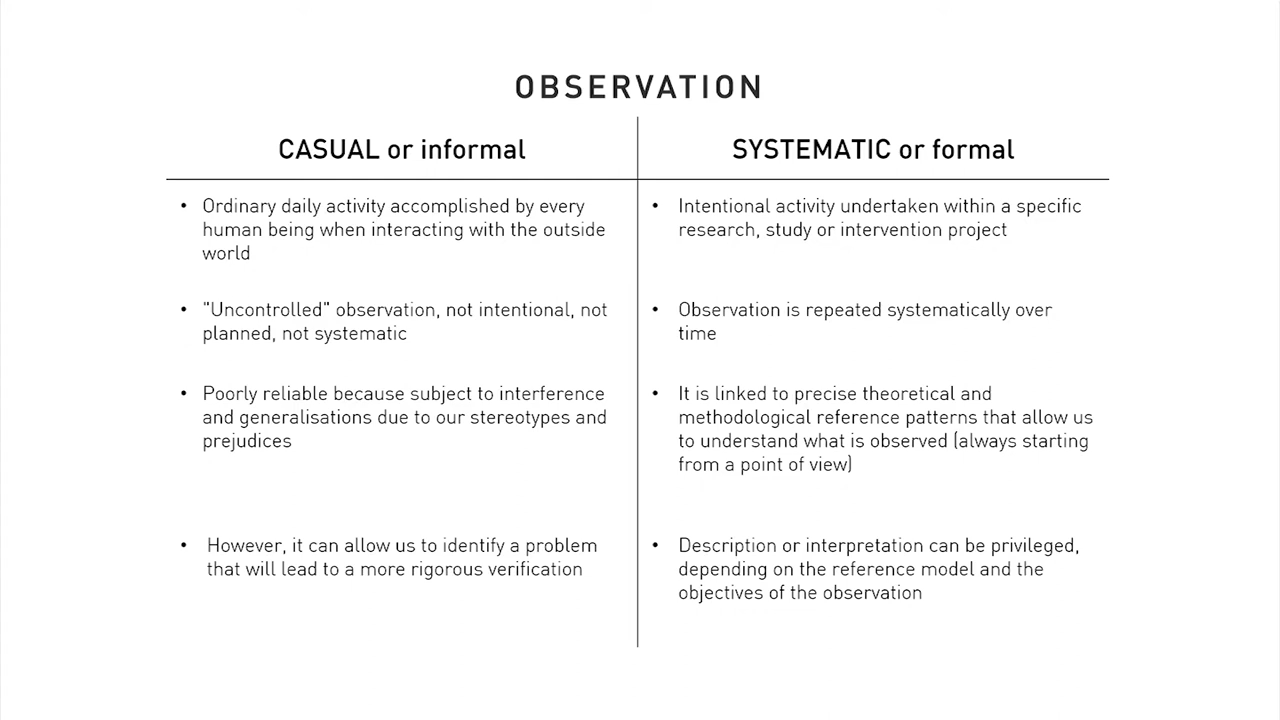 OBSERVATION
CASUAL or informal
• Ordinary daily activity accomplished by every
human being when interacting with the outside
world
• "Uncontrolled" observation, not intentional, not
planned, not systematic
• Poorly reliable because subject to interference
and generalisations due to our stereotypes and
prejudices
• However, it can allow us to identify a problem
that will lead to a more rigorous verification
SYSTEMATIC or formal
• Intentional activity undertaken within a specific
research, study or intervention project
• Observation is repeated systematically over
time
• It is linked to precise theoretical and
methodological reference patterns that allow us
to understand what is observed (always starting
from a point of view)
• Description or interpretation can be privileged,
depending on the reference model and the
objectives of the observation